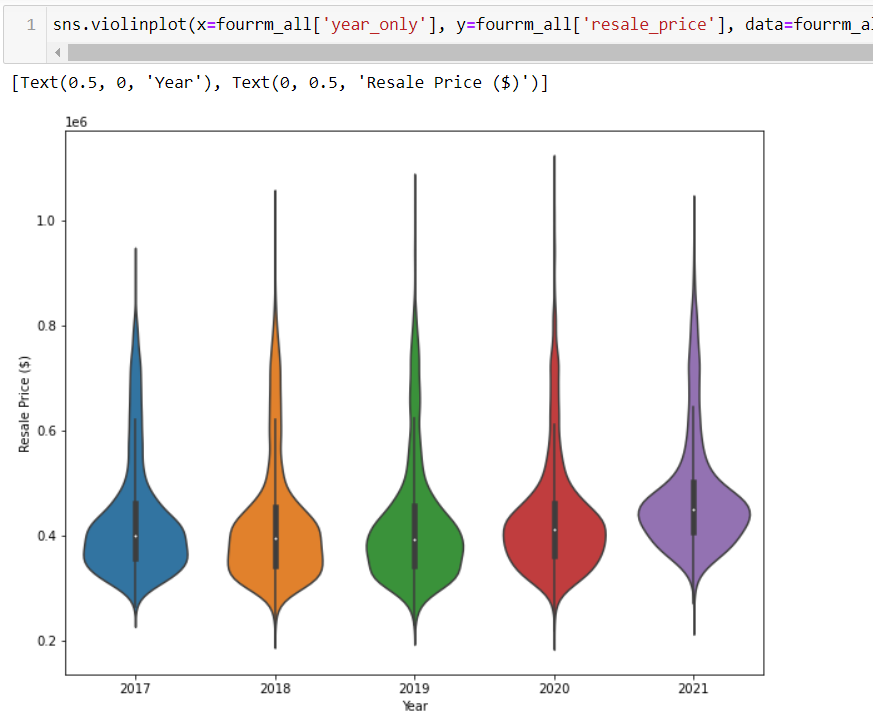 1 sns.violinplot(x=fourrm_all['year_only'], y=fourrm_all['resale_price'], data=fourrm_al
[Text(0.5, 0, 'Year'), Text(0, 0.5, 'Resale Price ($)')]
1e6
1.0
0.8
0.6
0.4
0.2
Resale Price ($)
2017 2018 2019 2020 2021
Year